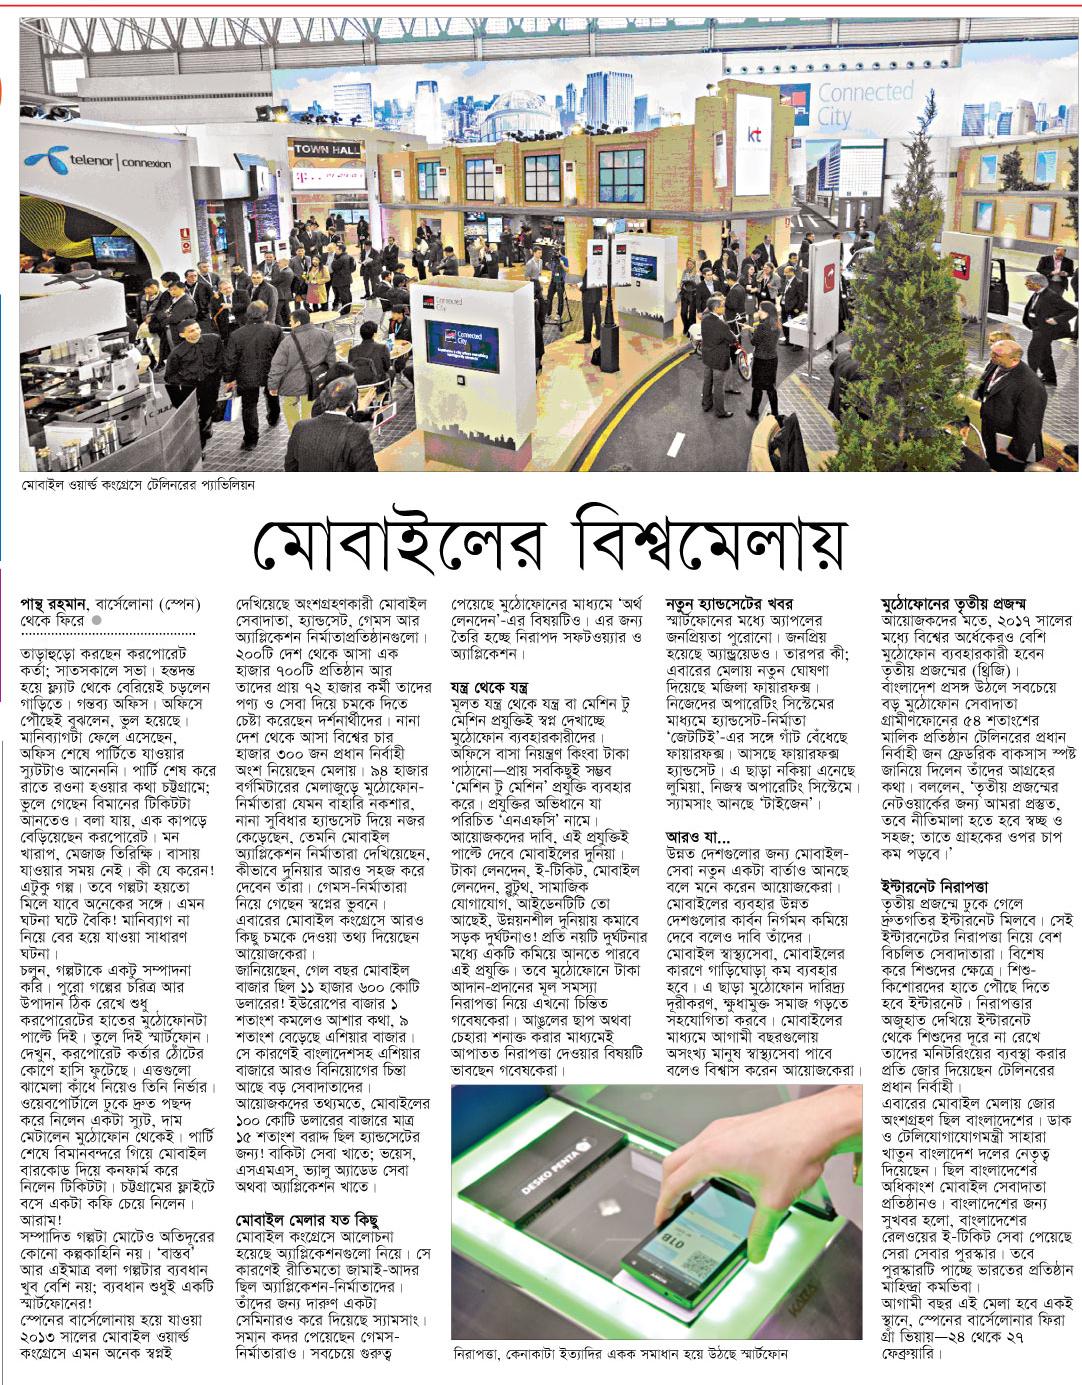 Connected
City
kt
TOWN HALL
telenor | connexion
Connected
City
Connected
City
মোবাইল ওয়ার্ল্ড কংগ্রেসে টেলিনরের প্যাভিলিয়ন
মোবাইলের বিশ্বমেলায়
পান্থ রহমান, বার্সেলোনা (স্পেন)
থেকে ফিরে ●
তাড়াহুড়ো করছেন করপোরেট
কর্তা; সাতসকালে সভা। হন্তদন্ত
হয়ে ফ্ল্যাট থেকে বেরিয়েই চড়লেন
গাড়িতে। গন্তব্য অফিস। অফিসে
পৌঁছেই বুঝলেন, ভুল হয়েছে।
মানিব্যাগটা ফেলে এসেছেন,
অফিস শেষে পার্টিতে যাওয়ার
স্যুটটাও আনেননি। পার্টি শেষ করে
রাতে রওনা হওয়ার কথা চট্টগ্রামে;
ভুলে গেছেন বিমানের টিকিটটা
আনতেও। বলা যায়, এক কাপড়ে
বেড়িয়েছেন করপোরেট। মন
খারাপ, মেজাজ তিরিক্ষি। বাসায়
যাওয়ার সময় নেই। কী যে করেন!
এটুকু গল্প। তবে গল্পটা হয়তো
মিলে যাবে অনেকের সঙ্গে। এমন
ঘটনা ঘটে বৈকি! মানিব্যাগ না
নিয়ে বের হয়ে যাওয়া সাধারণ
ঘটনা।
চলুন, গল্পটাকে একটু সম্পাদনা
করি। পুরো গল্পের চরিত্র আর
উপাদান ঠিক রেখে শুধু
করপোরেটের হাতের মুঠোফোনটা
পাল্টে দিই। তুলে দিই স্মার্টফোন।
দেখুন, করপোরেট কর্তার ঠোঁটের
কোণে হাসি ফুটেছে। এত্তগুলো
ঝামেলা কাঁধে নিয়েও তিনি নির্ভার।
ওয়েবপোর্টালে ঢুকে দ্রুত পছন্দ
করে নিলেন একটা স্যুট, দাম
মেটালেন মুঠোফোন থেকেই। পার্টি
শেষে বিমানবন্দরে গিয়ে মোবাইল
বারকোড দিয়ে কনফার্ম করে
নিলেন টিকিটটা। চট্টগ্রামের ফ্লাইটে
বসে একটা কফি চেয়ে নিলেন।
আরাম!
সম্পাদিত গল্পটা মোটেও অতিদূরের
কোনো কল্পকাহিনি নয়। ‘বাস্তব’
আর এইমাত্র বলা গল্পটার ব্যবধান
খুব বেশি নয়; ব্যবধান শুধুই একটি
স্মার্টফোনের!
স্পেনের বার্সেলোনায় হয়ে যাওয়া
২০১৩ সালের মোবাইল ওয়ার্ল্ড
কংগ্রেসে এমন অনেক স্বপ্নই
দেখিয়েছে অংশগ্রহণকারী মোবাইল
সেবাদাতা, হ্যান্ডসেট, গেমস আর
অ্যাপ্লিকেশন নির্মাতাপ্রতিষ্ঠানগুলো।
২০০টি দেশ থেকে আসা এক
হাজার ৭০০টি প্রতিষ্ঠান আর
তাদের প্রায় ৭২ হাজার কর্মী তাদের
পণ্য ও সেবা দিয়ে চমকে দিতে
চেষ্টা করেছেন দর্শনার্থীদের। নানা
দেশ থেকে আসা বিশ্বের চার
হাজার ৩০০ জন প্রধান নির্বাহী
অংশ নিয়েছেন মেলায়। ৯৪ হাজার
বর্গমিটারের মেলাজুড়ে মুঠোফোন-
নির্মাতারা যেমন বাহারি নকশার,
নানা সুবিধার হ্যান্ডসেট দিয়ে নজর
কেড়েছেন, তেমনি মোবাইল
অ্যাপ্লিকেশন নির্মাতারা দেখিয়েছেন,
কীভাবে দুনিয়ার আরও সহজ করে
দেবেন তাঁরা। গেমস-নির্মাতারা
নিয়ে গেছেন স্বপ্নের ভুবনে।
এবারের মোবাইল কংগ্রেসে আরও
কিছু চমকে দেওয়া তথ্য দিয়েছেন
আয়োজকেরা।
জানিয়েছেন, গেল বছর মোবাইল
বাজার ছিল ১১ হাজার ৬০০ কোটি
ডলারের! ইউরোপের বাজার ১
শতাংশ কমলেও আশার কথা, ৯
শতাংশ বেড়েছে এশিয়ার বাজার।
সে কারণেই বাংলাদেশসহ এশিয়ার
বাজারে আরও বিনিয়োগের চিন্তা
আছে বড় সেবাদাতাদের।
আয়োজকদের তথ্যমতে, মোবাইলের
১০০ কোটি ডলারের বাজারে মাত্র
১৫ শতাংশ বরাদ্দ ছিল হ্যান্ডসেটের
জন্য! বাকিটা সেবা খাতে; ভয়েস,
এসএমএস, ভ্যালু অ্যাডেড সেবা
অথবা অ্যাপ্লিকেশন খাতে।
মোবাইল মেলার যত কিছু
মোবাইল কংগ্রেসে আলোচনা
হয়েছে অ্যাপ্লিকেশনগুলো নিয়ে। সে
কারণেই রীতিমতো জামাই-আদর
ছিল অ্যাপ্লিকেশন-নির্মাতাদের।
তাঁদের জন্য দারুণ একটা
সেমিনারও করে দিয়েছে স্যামসাং।
সমান কদর পেয়েছেন গেমস-
নির্মাতারাও। সবচেয়ে গুরুত্ব
পেয়েছে মুঠোফোনের মাধ্যমে ‘অর্থ
লেনদেন’-এর বিষয়টিও। এর জন্য
তৈরি হচ্ছে নিরাপদ সফটওয়্যার ও
অ্যাপ্লিকেশন।
যন্ত্র থেকে যন্ত্র
মূলত যন্ত্র থেকে যন্ত্র বা মেশিন টু
মেশিন প্রযুক্তিই স্বপ্ন দেখাচ্ছে
মুঠোফোন ব্যবহারকারীদের।
অফিসে বাসা নিয়ন্ত্রণ কিংবা টাকা
পাঠানো—প্রায় সবকিছুই সম্ভব
‘মেশিন টু মেশিন’ প্রযুক্তি ব্যবহার
করে। প্রযুক্তির অভিধানে যা
পরিচিত ‘এনএফসি’ নামে।
আয়োজকদের দাবি, এই প্রযুক্তিই
পাল্টে দেবে মোবাইলের দুনিয়া।
টাকা লেনদেন, ই-টিকিট, মোবাইল
লেনদেন, ব্লুটুথ, সামাজিক
যোগাযোগ, আইডেনটিটি তো
আছেই, উন্নয়নশীল দুনিয়ায় কমাবে
সড়ক দুর্ঘটনাও! প্রতি নয়টি দুর্ঘটনার
মধ্যে একটি কমিয়ে আনতে পারবে
এই প্রযুক্তি। তবে মুঠোফোনে টাকা
আদান-প্রদানের মূল সমস্যা
নিরাপত্তা নিয়ে এখনো চিন্তিত
গবেষকেরা। আঙুলের ছাপ অথবা
চেহারা শনাক্ত করার মাধ্যমেই
আপাতত নিরাপত্তা দেওয়ার বিষয়টি
ভাবছেন গবেষকেরা।
নতুন হ্যান্ডসেটের খবর
স্মার্টফোনের মধ্যে অ্যাপলের
জনপ্রিয়তা পুরোনো। জনপ্রিয়
হয়েছে অ্যান্ড্রয়েডও। তারপর কী;
এবারের মেলায় নতুন ঘোষণা
দিয়েছে মজিলা ফায়ারফক্স।
নিজেদের অপারেটিং সিস্টেমের
মাধ্যমে হ্যান্ডসেট-নির্মাতা
‘জেটটিই’-এর সঙ্গে গাঁট বেঁধেছে
ফায়ারফক্স। আসছে ফায়ারফক্স
হ্যান্ডসেট। এ ছাড়া নকিয়া এনেছে
লুমিয়া, নিজস্ব অপারেটিং সিস্টেমে।
স্যামসাং আনছে ‘টাইজেন’।
আরও যা...
উন্নত দেশগুলোর জন্য মোবাইল-
সেবা নতুন একটা বার্তাও আনছে
বলে মনে করেন আয়োজকেরা।
মোবাইলের ব্যবহার উন্নত
দেশগুলোর কার্বন নির্গমন কমিয়ে
দেবে বলেও দাবি তাঁদের।
মোবাইল স্বাস্থ্যসেবা, মোবাইলের
কারণে গাড়িঘোড়া কম ব্যবহার
হবে। এ ছাড়া মুঠোফোন দারিদ্র্য
দূরীকরণ, ক্ষুধামুক্ত সমাজ গড়তে
সহযোগিতা করবে। মোবাইলের
মাধ্যমে আগামী বছরগুলোয়
অসংখ্য মানুষ স্বাস্থ্যসেবা পাবে
বলেও বিশ্বাস করেন আয়োজকেরা।
DESKO PENTA
নিরাপত্তা, কেনাকাটা ইত্যাদির একক সমাধান হয়ে উঠছে স্মার্টফোন
মুঠোফোনের তৃতীয় প্রজন্ম
আয়োজকদের মতে, ২০১৭ সালের
মধ্যে বিশ্বের অর্ধেকেরও বেশি
মুঠোফোন ব্যবহারকারী হবেন
তৃতীয় প্রজন্মের (থ্রিজি)।
বাংলাদেশ প্রসঙ্গ উঠলে সবচেয়ে
বড় মুঠোফোন সেবাদাতা
গ্রামীণফোনের ৫৪ শতাংশের
মালিক প্রতিষ্ঠান টেলিনরের প্রধান
নির্বাহী জন ফ্রেডরিক বাকসাস স্পষ্ট
জানিয়ে দিলেন তাঁদের আগ্রহের
কথা। বললেন, ‘তৃতীয় প্রজন্মের
নেটওয়ার্কের জন্য আমরা প্রস্তুত,
তবে নীতিমালা হতে হবে স্বচ্ছ ও
সহজ; তাতে গ্রাহকের ওপর চাপ
কম পড়বে।’
ইন্টারনেট নিরাপত্তা
তৃতীয় প্রজন্মে ঢুকে গেলে
দ্রুতগতির ইন্টারনেট মিলবে। সেই
ইন্টারনেটের নিরাপত্তা নিয়ে বেশ
বিচলিত সেবাদাতারা। বিশেষ
করে শিশুদের ক্ষেত্রে। শিশু-
কিশোরদের হাতে পৌঁছে দিতে
হবে ইন্টারনেট। নিরাপত্তার
অজুহাত দেখিয়ে ইন্টারনেট
থেকে শিশুদের দূরে না রেখে
তাদের মনিটরিংয়ের ব্যবস্থা করার
প্রতি জোর দিয়েছেন টেলিনরের
প্রধান নির্বাহী।
এবারের মোবাইল মেলায় জোর
অংশগ্রহণ ছিল বাংলাদেশের। ডাক
ও টেলিযোগাযোগমন্ত্রী সাহারা
খাতুন বাংলাদেশ দলের নেতৃত্ব
দিয়েছেন। ছিল বাংলাদেশের
অধিকাংশ মোবাইল সেবাদাতা
প্রতিষ্ঠানও। বাংলাদেশের জন্য
সুখবর হলো, বাংলাদেশের
রেলওয়ের ই-টিকিট সেবা পেয়েছে
সেরা সেবার পুরস্কার। তবে
পুরস্কারটি পাচ্ছে ভারতের প্রতিষ্ঠান
মাহিন্দ্রা কমভিবা।
আগামী বছর এই মেলা হবে একই
স্থানে, স্পেনের বার্সেলোনার ফিরা
গ্রাঁ ভিয়ায়—২৪ থেকে ২৭
ফেব্রুয়ারি।